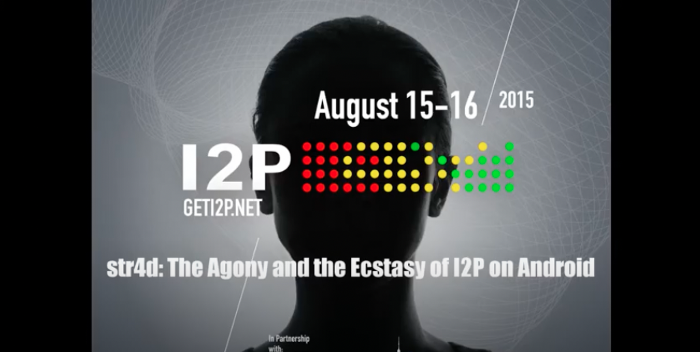 August 15-16 / 2015
I2P
GETI2P.NET
str4d: The Agony and the Ecstasy of I2P on Android
In Partnership
with: